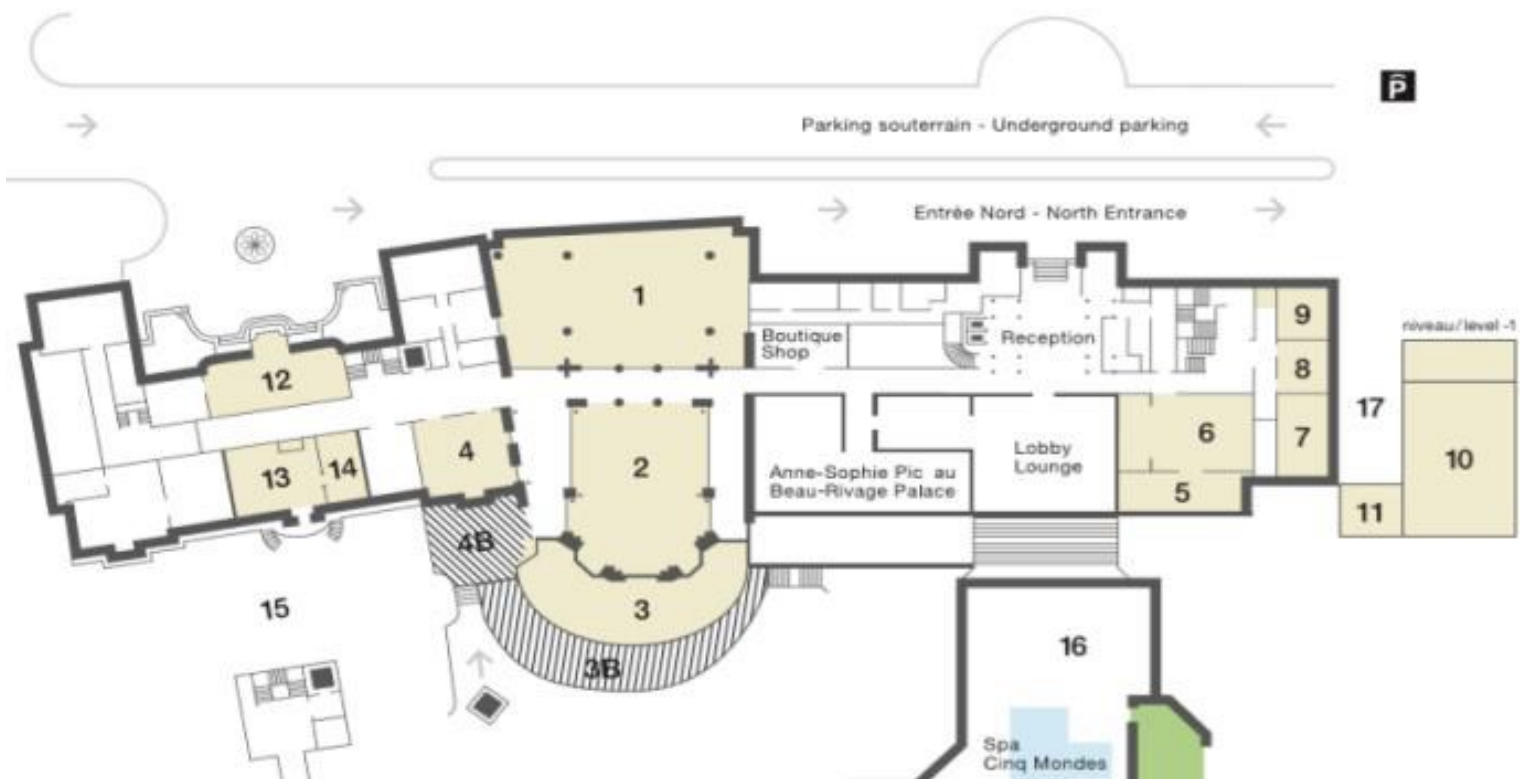 P
Parking souterrain - Underground parking
Entrée Nord - North Entrance
1
9
niveau/level -1
Boutique
Shop
Reception
8
12
17
6
7
4
2
Lobby
Lounge
10
13
14
Anne-Sophie Pic au
Beau-Rivage Palace
5
11
4B
15
3
16
3B
Spa
Cinq Mondes